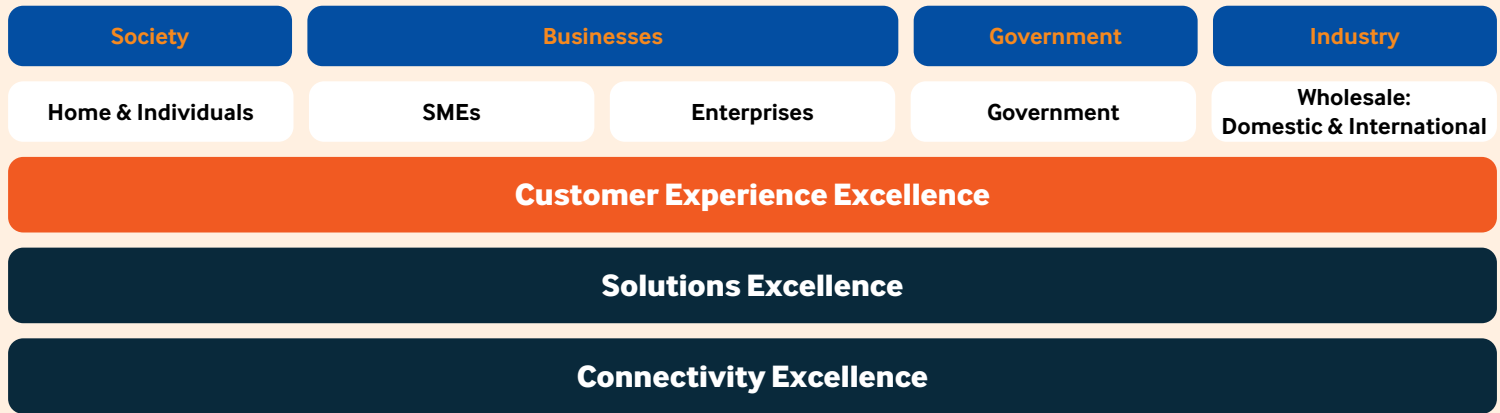 Society
Businesses
Government
Industry
Home & Individuals
SMEs
Enterprises
Government
Wholesale:
Domestic & International
Customer Experience Excellence
Solutions Excellence
Connectivity Excellence